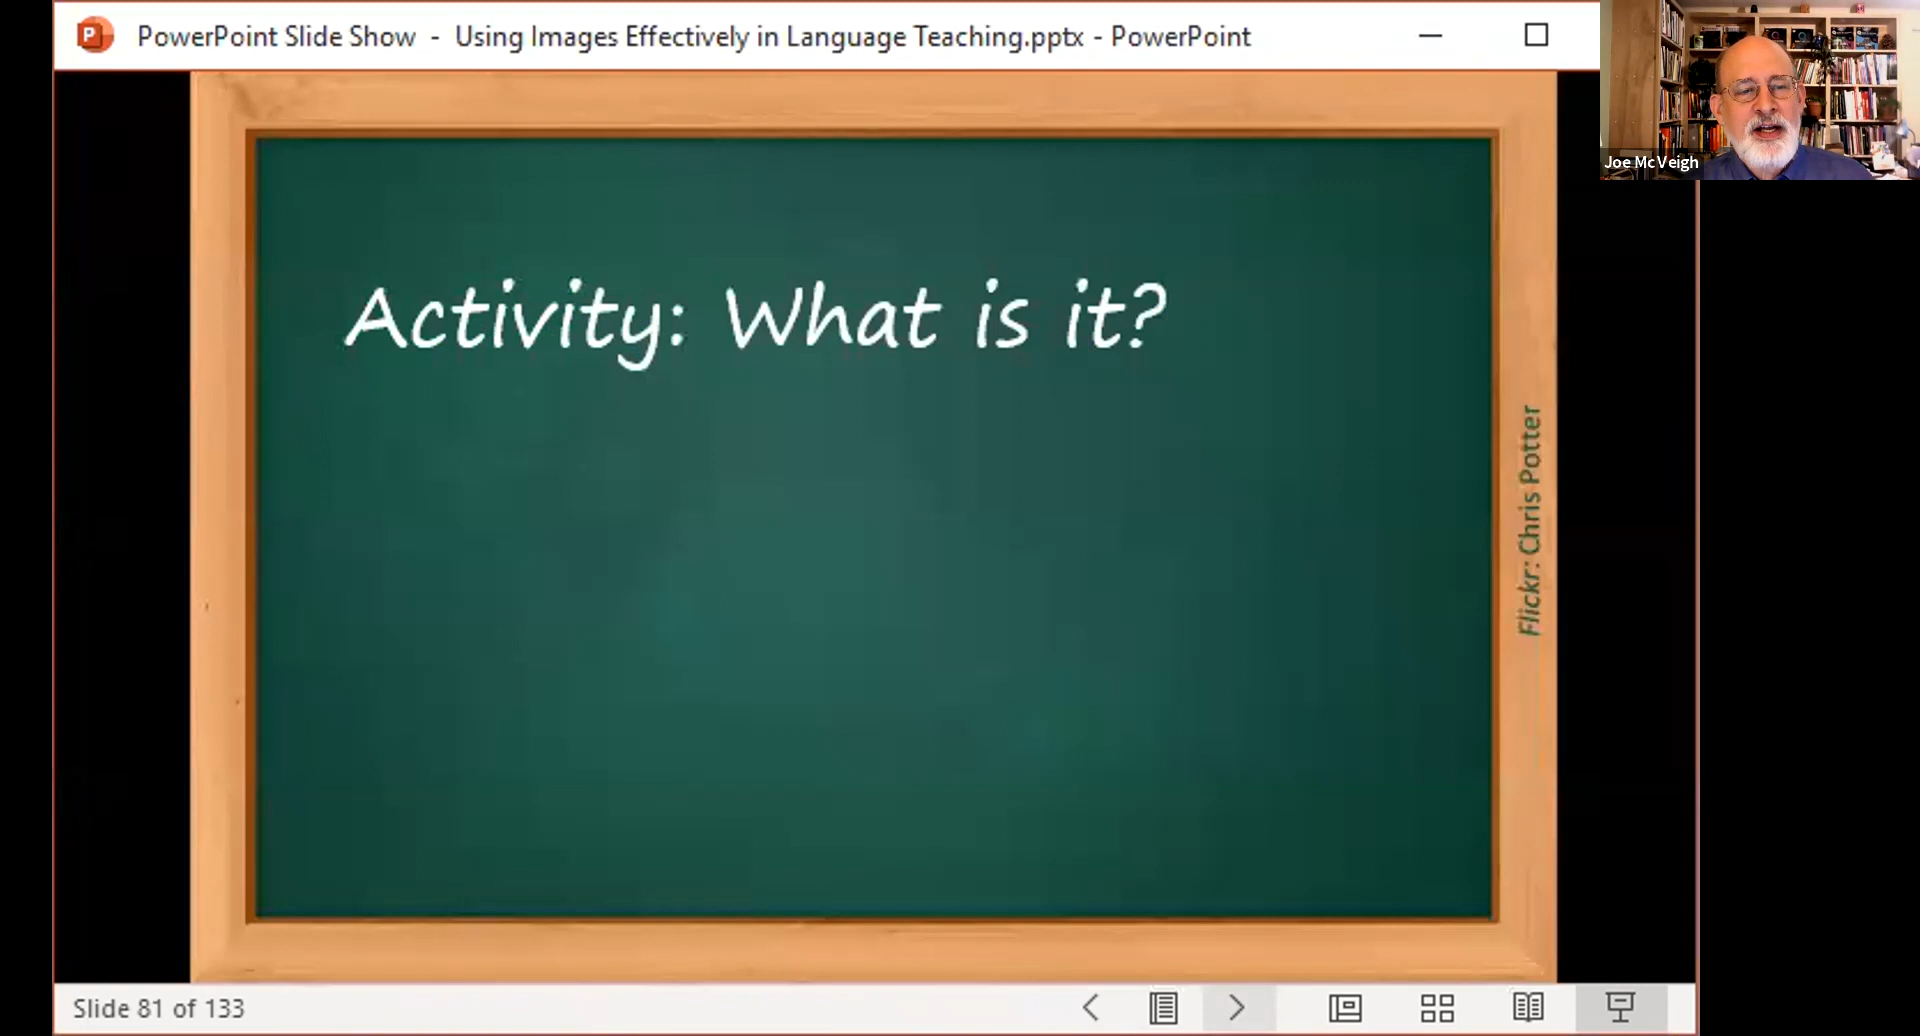 PowerPoint Slide Show - Using Images Effectively in Language Teaching.pptx - PowerPoint
Joe McVeigh
Activity: What is it?
Flickr: Chris Potter
Slide 81 of 133